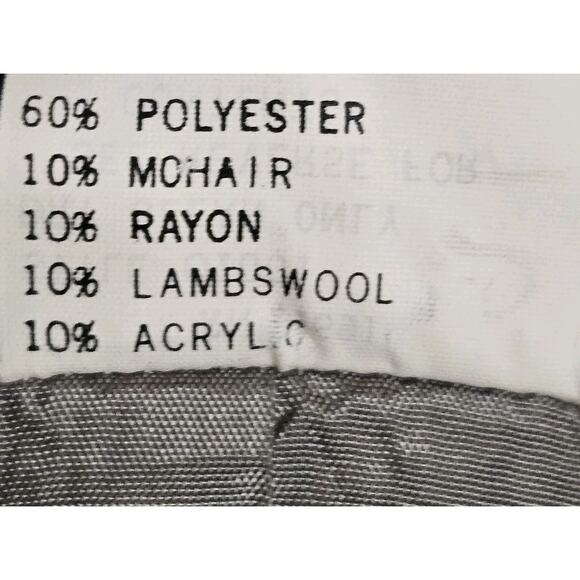 60% POLYESTER
10% MOHAIR
10% RAYON
10% LAMBSWOOL
10% ACRYLIC